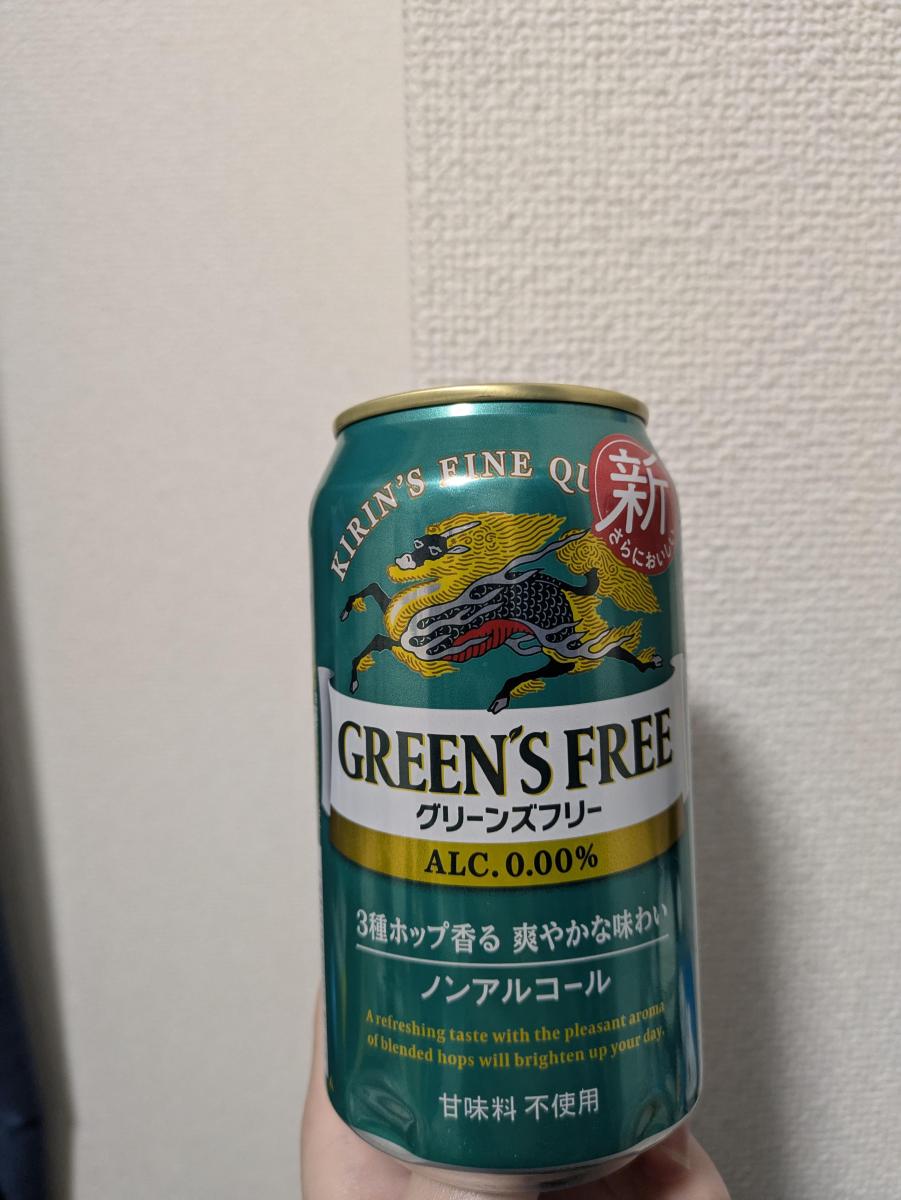 KIRIN'S FINE
新
さらにおいしく
GREEN'S FREE
グリーンズフリー
ALC. 0.00%
3種ホップ香る 爽やかな味わい
ノンアルコール
A refreshing taste with the pleasant aroma
of blended hops will brighten up your day.
甘味料 不使用